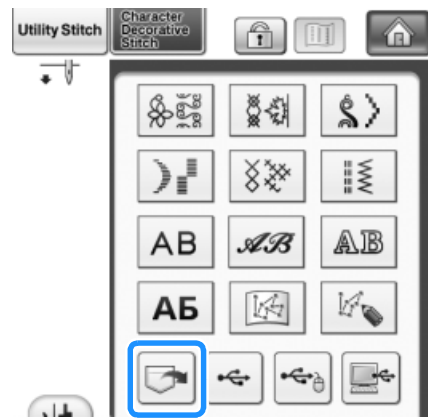 Utility Stitch
Character
Decorative
Stitch
AB
AB
AB
АБ